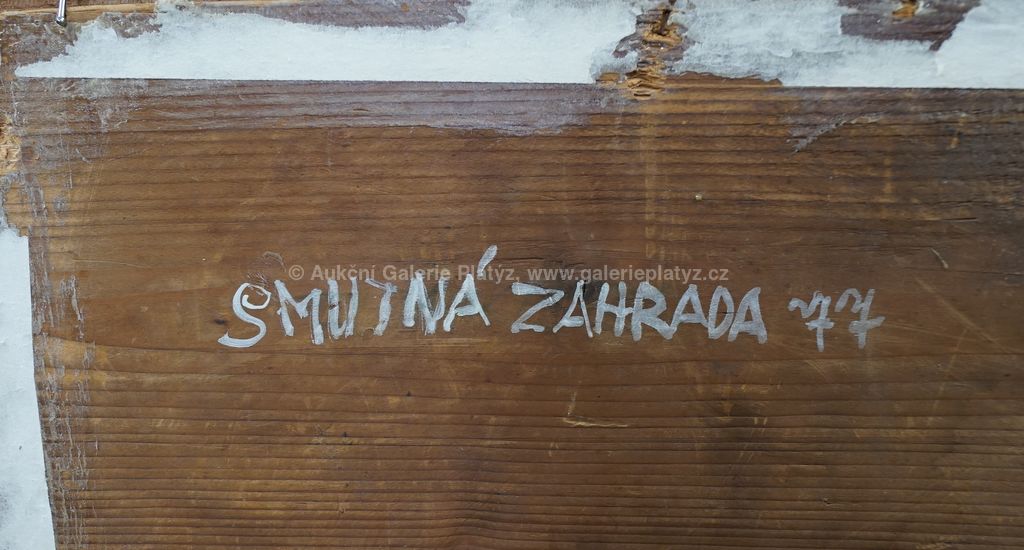 © Aukční Galerie Platýz, www.galerieplatyz.cz
SMUTNÁ ZAHRADA 77